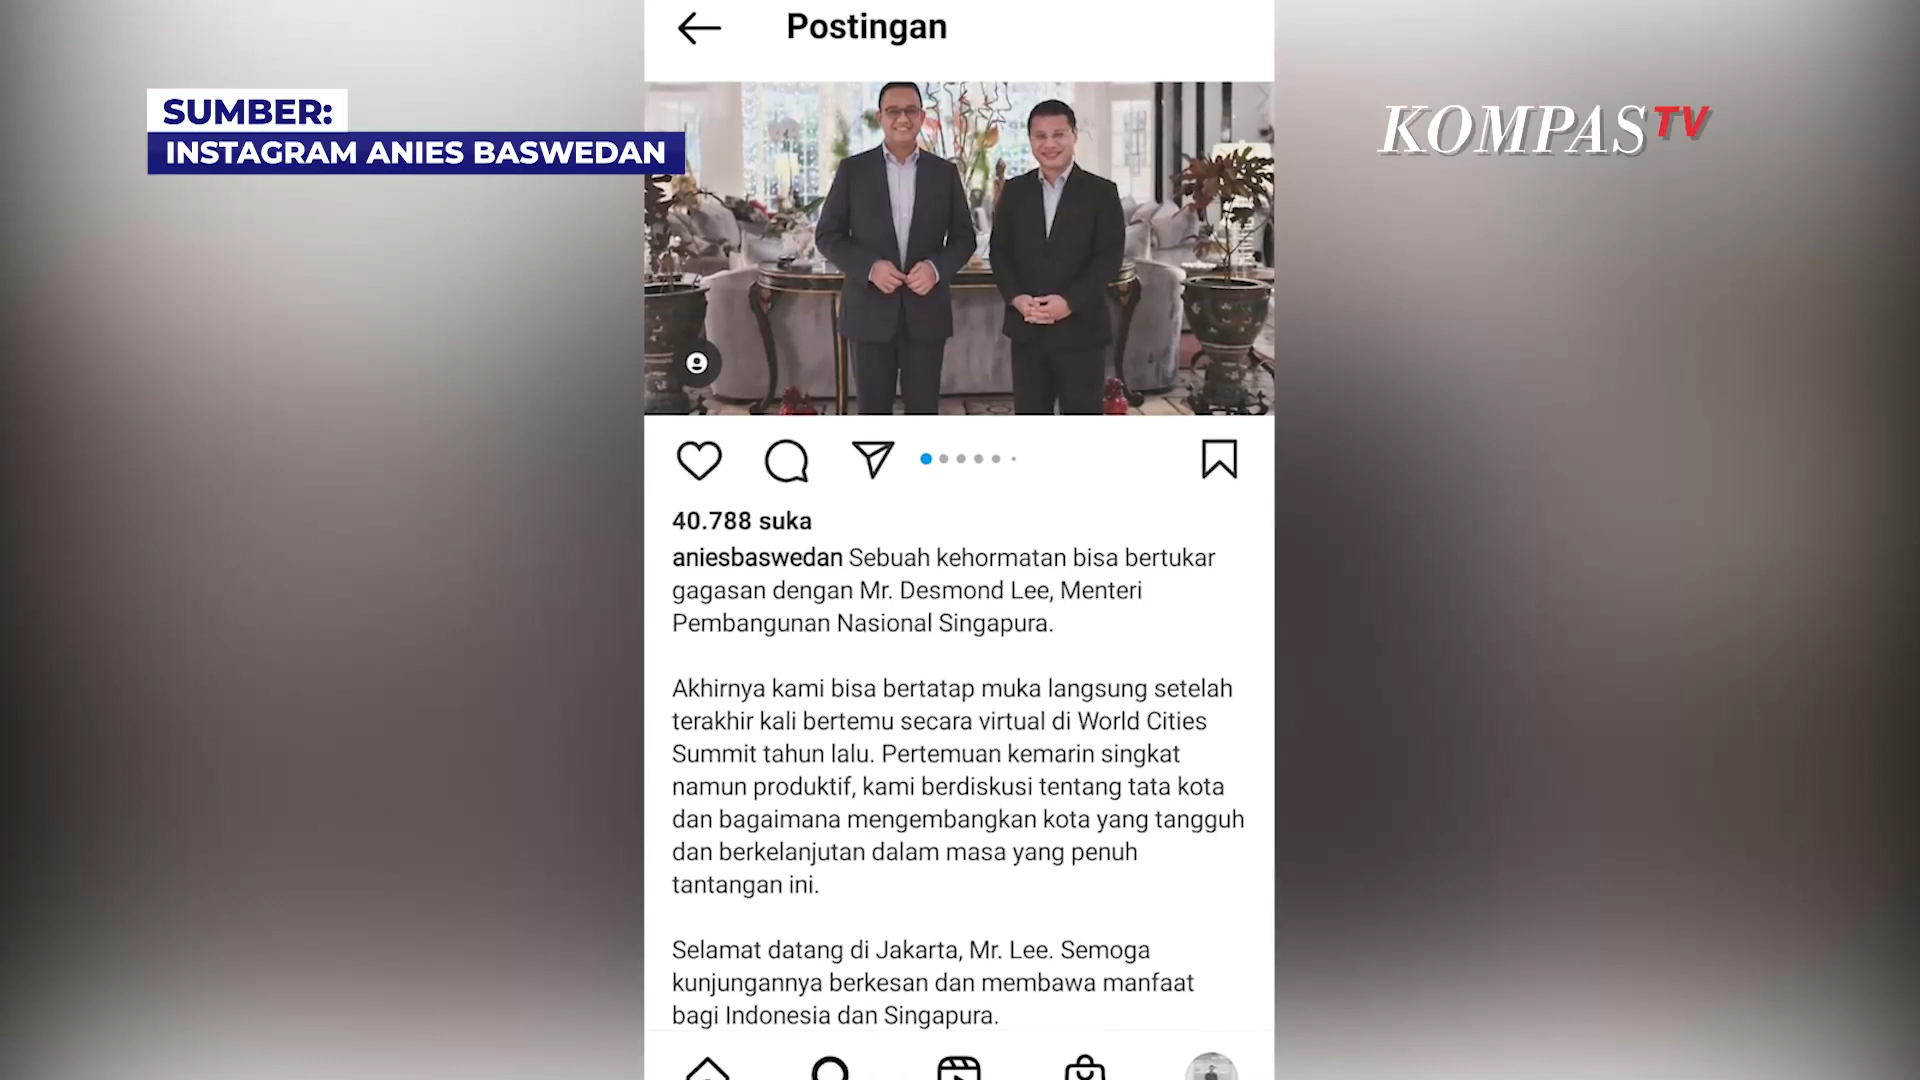 Postingan
SUMBER:
INSTAGRAM ANIES BASWEDAN
KOMPAS TV
40.788 suka
aniesbaswedan Sebuah kehormatan bisa bertukar
gagasan dengan Mr. Desmond Lee, Menteri
Pembangunan Nasional Singapura.
Akhirnya kami bisa bertatap muka langsung setelah
terakhir kali bertemu secara virtual di World Cities
Summit tahun lalu. Pertemuan kemarin singkat
namun produktif, kami berdiskusi tentang tata kota
dan bagaimana mengembangkan kota yang tangguh
dan berkelanjutan dalam masa yang penuh
tantangan ini.
Selamat datang di Jakarta, Mr. Lee. Semoga
kunjungannya berkesan dan membawa manfaat
bagi Indonesia dan Singapura.